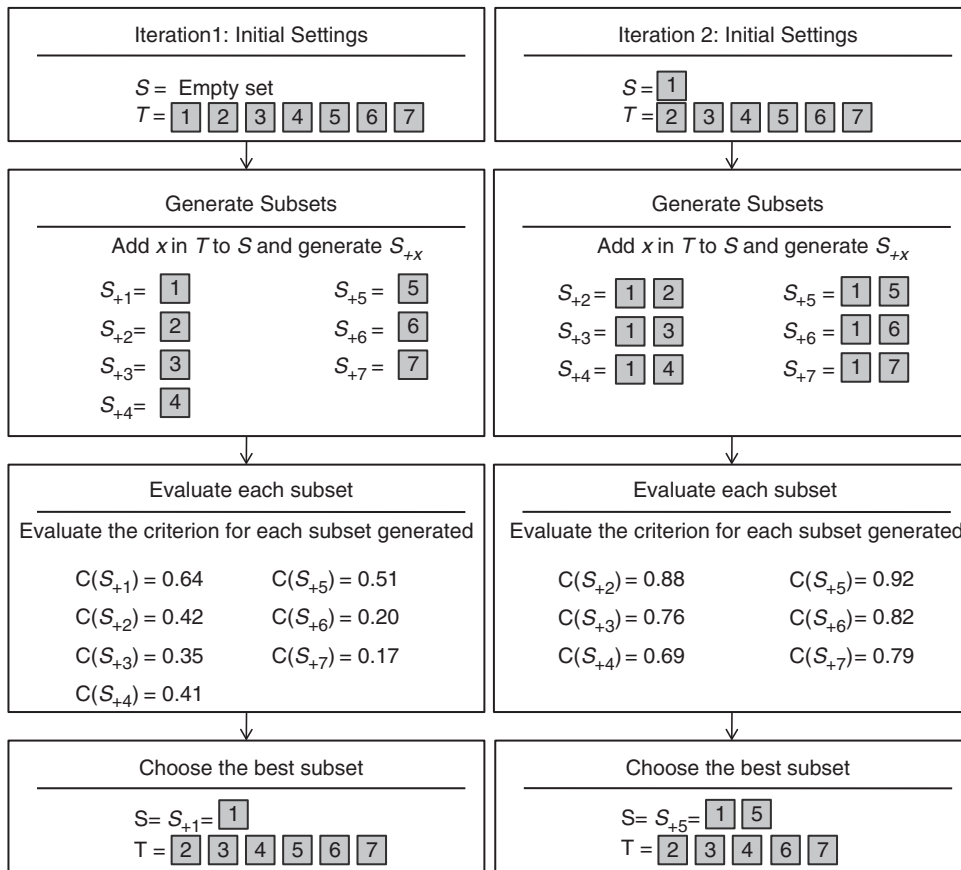 Iteration1: Initial Settings
S = Empty set
T = 1 2 3 4 5 6 7
Generate Subsets
Add x in T to S and generate S+x
S+1= 1
S+2= 2
S+3= 3
S+4= 4
S+5= 5
S+6= 6
S+7= 7
Evaluate each subset
Evaluate the criterion for each subset generated
C(S+1) = 0.64
C(S+2) = 0.42
C(S+3) = 0.35
C(S+4) = 0.41
C(S+5) = 0.51
C(S+6) = 0.20
C(S+7) = 0.17
Choose the best subset
S= S+1= 1
T = 2 3 4 5 6 7
Iteration 2: Initial Settings
S = 1
T = 2 3 4 5 6 7
Generate Subsets
Add x in T to S and generate S+x
S+2= 1 2
S+3= 1 3
S+4= 1 4
S+5= 1 5
S+6 = 1 6
S+7 = 1 7
Evaluate each subset
Evaluate the criterion for each subset generated
C(S+2) = 0.88
C(S+3) = 0.76
C(S+4) = 0.69
C(S+5)= 0.92
C(S+6)= 0.82
C(S+7)= 0.79
Choose the best subset
S= S+5= 1 5
T = 2 3 4 6 7